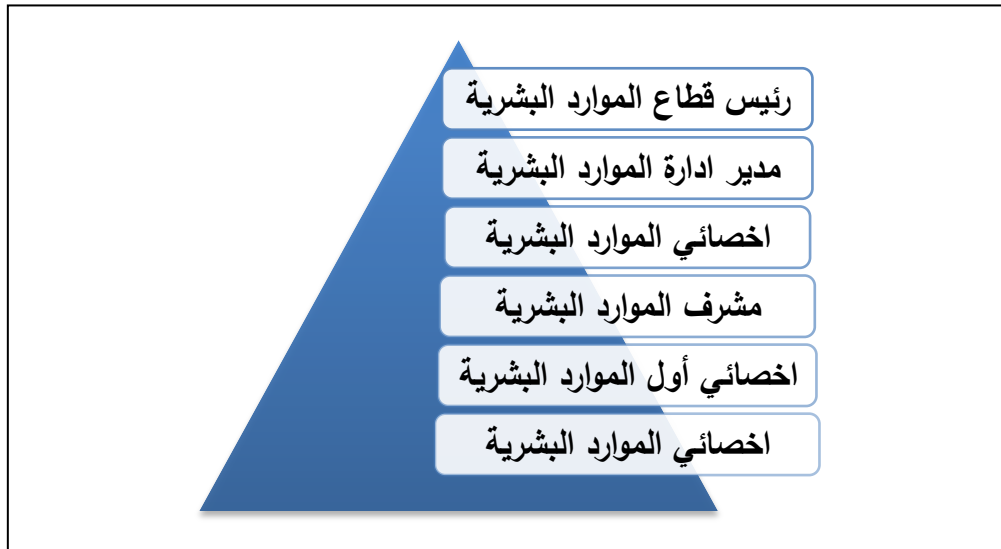 رئيس قطاع الموارد البشرية
مدير ادارة الموارد البشرية
اخصائي الموارد البشرية
مشرف الموارد البشرية
اخصائي أول الموارد البشرية
اخصائي الموارد البشرية